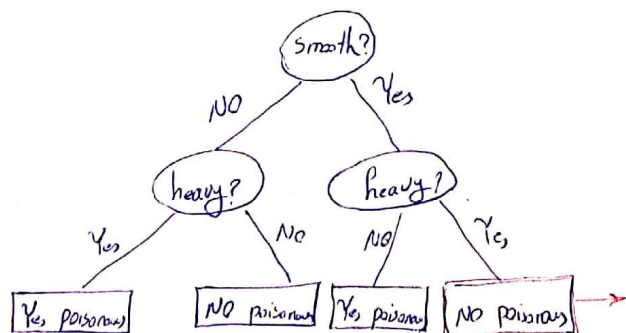 smooth?
NO Yes
heavy? heavy?
Yes NO NO Yes
Yes poisonous NO poisonous Yes poisonous NO poisonous